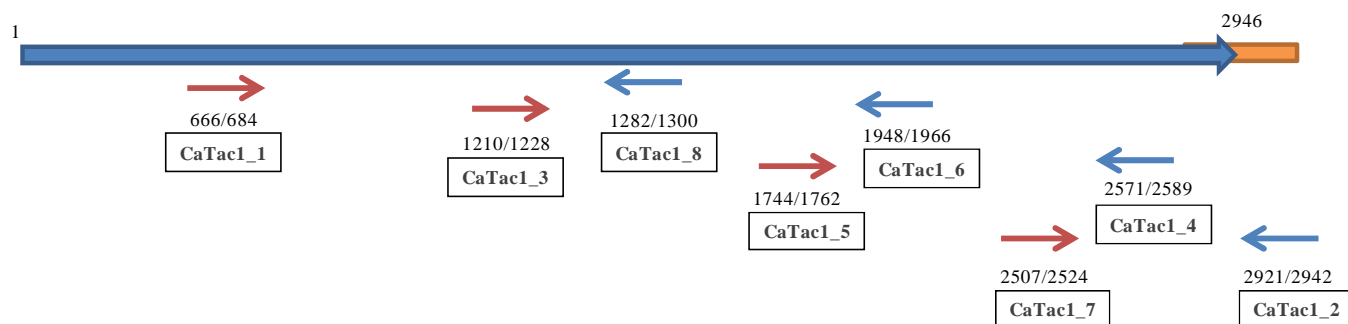 1
2946
666/684
CaTac1_1
1210/1228
CaTac1_3
1282/1300
CaTac1_8
1744/1762
CaTac1_5
1948/1966
CaTac1_6
2507/2524
CaTac1_7
2571/2589
CaTac1_4
2921/2942
CaTac1_2